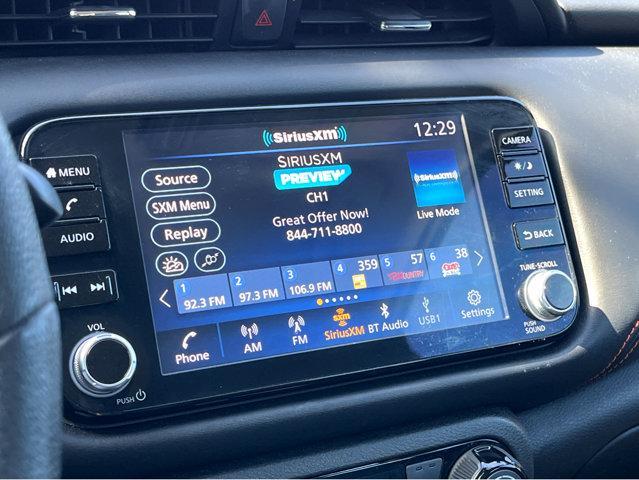 SiriusXM
12:29
SIRIUSXM
PREVIEW
CH1
Great Offer Now!
844-711-8800
Source
SXM Menu
Replay
SiriusXM
Live Mode
1 92.3 FM
2 97.3 FM
3 106.9 FM
4 359
5 57
COUNTRY
6 38
Phone
AM
FM
sxm
SiriusXM
BT Audio
USB1
Settings
MENU
AUDIO
VOL
PUSH
CAMERA
SETTING
BACK
TUNE·SCROLL
PUSH
SOUND